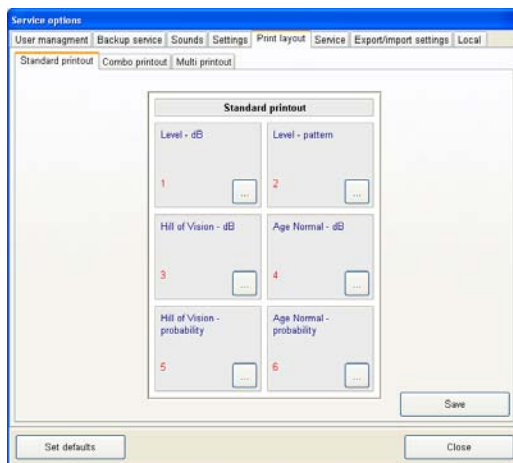 Service options
User managment Backup service Sounds Settings Print layout Service Export/import settings Local
Standard printout Combo printout Multi printout
Standard printout
Level - dB
1
...
Level - pattern
2
...
Hill of Vision - dB
3
...
Age Normal - dB
4
...
Hill of Vision -
probability
5
...
Age Normal -
probability
6
...
Save
Set defaults
Close